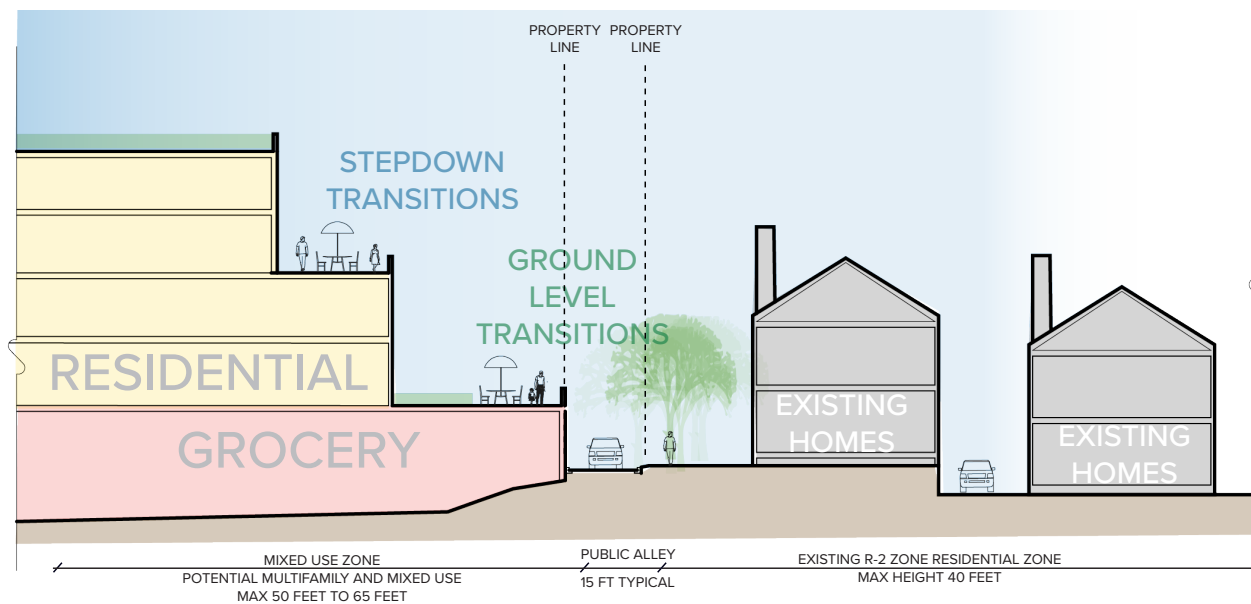 PROPERTY
LINE
PROPERTY
LINE
STEPDOWN
TRANSITIONS
GROUND
LEVEL
TRANSITIONS
RESIDENTIAL
GROCERY
EXISTING
HOMES
EXISTING
HOMES
MIXED USE ZONE
POTENTIAL MULTIFAMILY AND MIXED USE
MAX 50 FEET TO 65 FEET
PUBLIC ALLEY
15 FT TYPICAL
EXISTING R-2 ZONE RESIDENTIAL ZONE
MAX HEIGHT 40 FEET